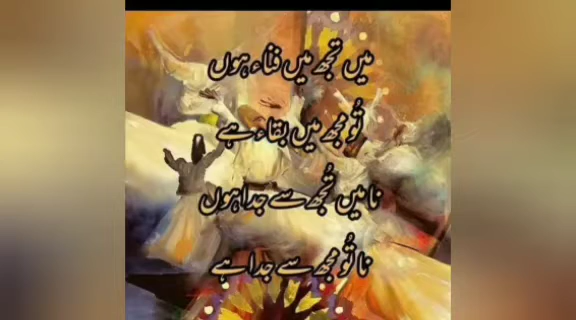 میں تجھ میں فناء ہوں
تُو مجھ میں بقاء ہے
نا میں تُجھ سے جدا ہوں
نا تُو مجھ سے جدا ہے